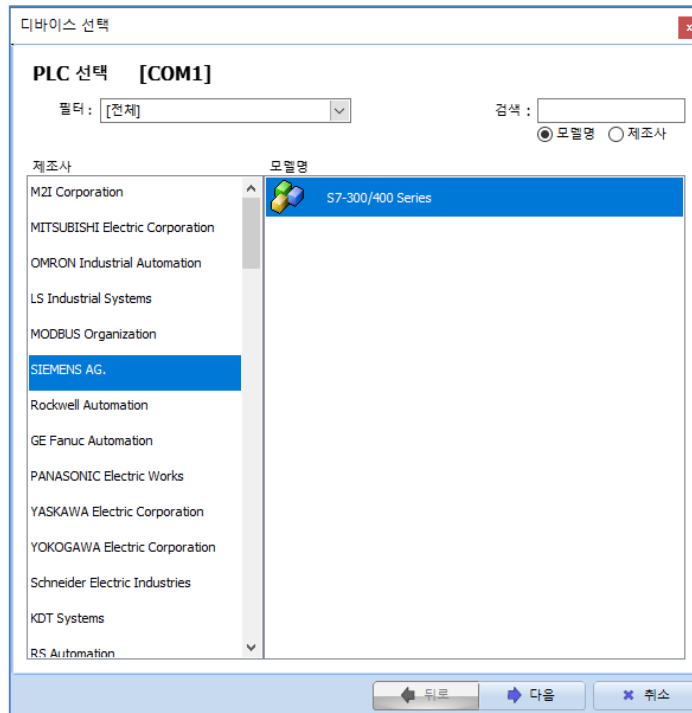 디바이스 선택
PLC 선택 [COM1]
필터 : [전체]
검색 :
모델명 제조사
제조사
모델명
M2I Corporation
MITSUBISHI Electric Corporation
OMRON Industrial Automation
LS Industrial Systems
MODBUS Organization
SIEMENS AG.
Rockwell Automation
GE Fanuc Automation
PANASONIC Electric Works
YASKAWA Electric Corporation
YOKOGAWA Electric Corporation
Schneider Electric Industries
KDT Systems
RS Automation
S7-300/400 Series
뒤로
다음
취소